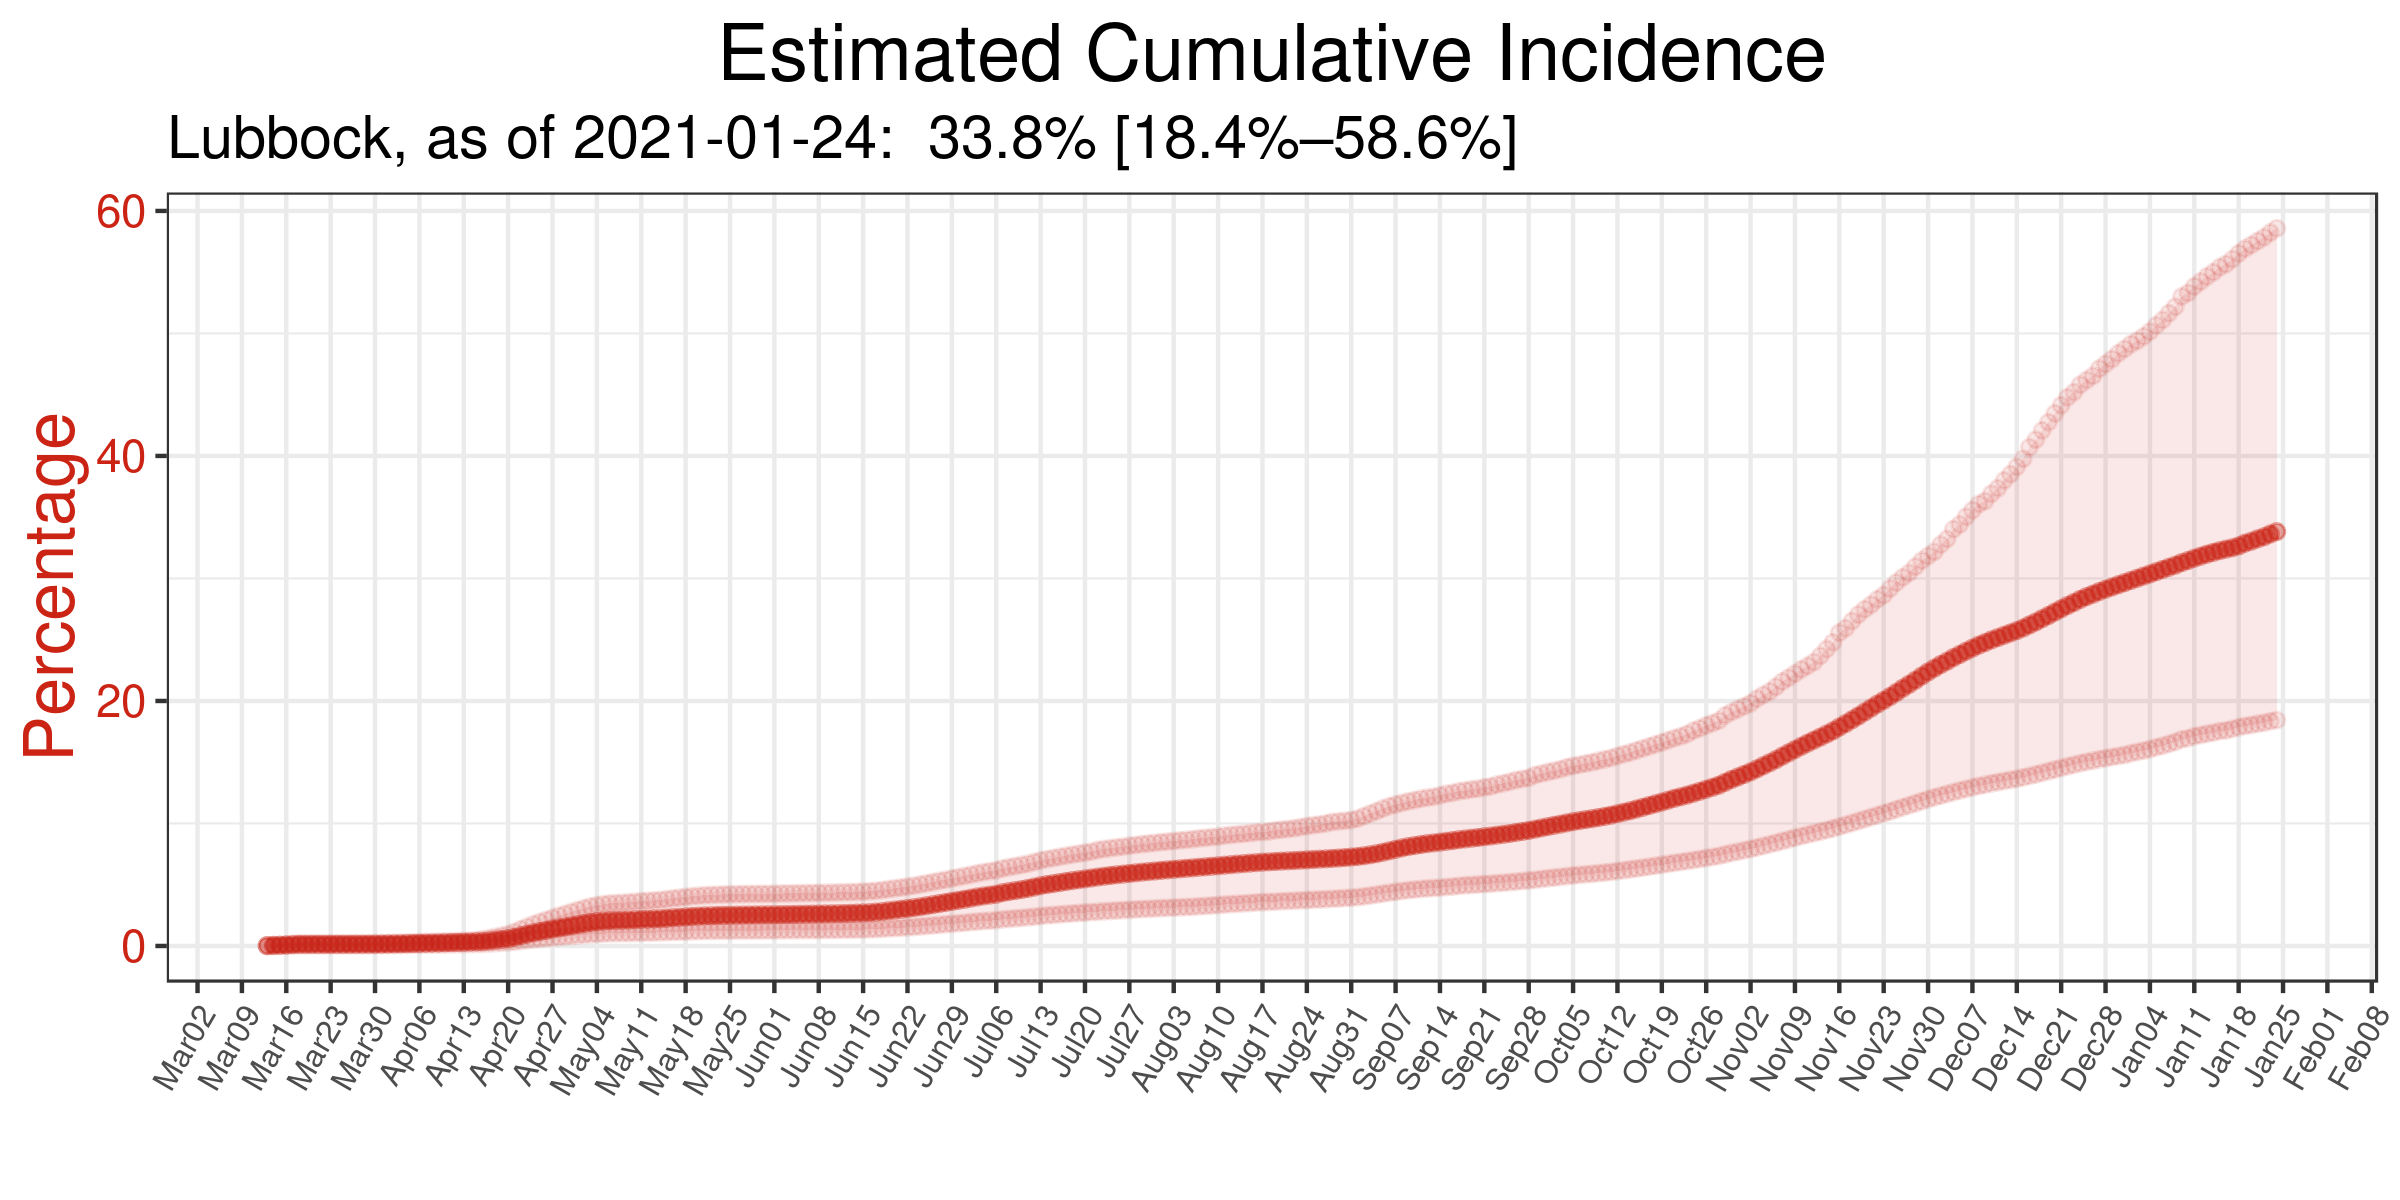 Estimated Cumulative Incidence
Lubbock, as of 2021-01-24: 33.8% [18.4%–58.6%]
Percentage
60
40
20
0
Mar02
Mar09
Mar16
Mar23
Mar30
Apr06
Apr13
Apr20
Apr27
May04
May11
May18
May25
Jun01
Jun08
Jun15
Jun22
Jun29
Jul06
Jul13
Jul20
Jul27
Aug03
Aug10
Aug17
Aug24
Aug31
Sep07
Sep14
Sep21
Sep28
Oct05
Oct12
Oct19
Oct26
Nov02
Nov09
Nov16
Nov23
Nov30
Dec07
Dec14
Dec21
Dec28
Jan04
Jan11
Jan18
Jan25
Feb01
Feb08